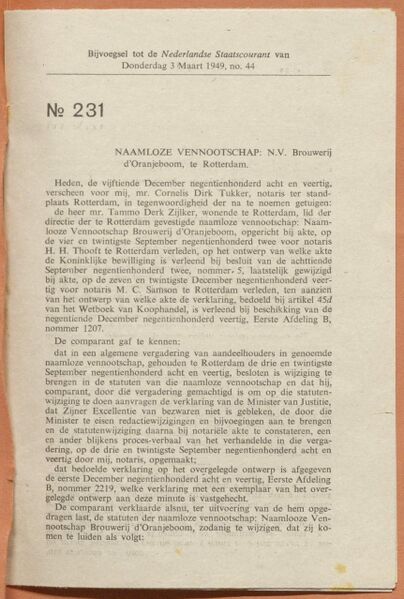 Bijvoegsel tot de Nederlandse Staatscourant van
Donderdag 3 Maart 1949, no. 44
№ 231
NAAMLOZE VENNOOTSCHAP: N.V. Brouwerij
d'Oranjeboom, te Rotterdam.
Heden, de vijftiende December negentienhonderd acht en veertig,
verscheen voor mij, mr. Cornelis Dirk Tukker, notaris ter stand-
plaats Rotterdam, in tegenwoordigheid der na te noemen getuigen:
de heer mr. Tammo Derk Zijlker, wonende te Rotterdam, lid der
directie der te Rotterdam gevestigde naamloze vennootschap: Naam-
looze Vennootschap Brouwerij d'Oranjeboom, opgericht bij akte, op
de vier en twintigste September negentienhonderd twee voor notaris
H. H. Thooft te Rotterdam verleden, op het ontwerp van welke akte
de Koninklijke bewilliging is verleend bij besluit van de achttiende
September negentienhonderd twee, nummer 5, laatstelijk gewijzigd
bij akte, op de zeven en twintigste December negentienhonderd veer-
tig voor notaris M. C. Samson te Rotterdam verleden, ten aanzien
van het ontwerp van welke akte de verklaring, bedoeld bij artikel 45d
van het Wetboek van Koophandel, is verleend bij beschikking van de
negentiende December negentienhonderd veertig, Eerste Afdeling B,
nommer 1207.
De comparant gaf te kennen:
dat in een algemene vergadering van aandeelhouders in genoemde
naamloze vennootschap, gehouden te Rotterdam de drie en twintigste
September negentienhonderd acht en veertig, besloten is wijziging te
brengen in de statuten van die naamloze vennootschap en dat hij,
comparant, door die vergadering gemachtigd is om op die statuten-
wijziging te doen aanvragen de verklaring van de Minister van Justitie,
dat Zijner Excellentie van bezwaren niet is gebleken, de door die
Minister te eisen redactiewijzigingen en bijvoegingen aan te brengen
en de statutenwijziging daarna bij notariële akte te constateren, een
en ander blijkens proces-verbaal van het verhandelde in die verga-
dering, op de drie en twintigste September negentienhonderd acht en
veertig door mij, notaris, opgemaakt;
dat bedoelde verklaring op het overgelegde ontwerp is afgegeven
de eerste December negentienhonderd acht en veertig, Eerste Afdeling
B, nommer 2219, welke verklaring met een exemplaar van het over-
gelegde ontwerp aan deze minute is vastgehecht.
De comparant verklaarde alsnu, ter uitvoering van de hem opge-
dragen last, de statuten der naamloze vennootschap: Naamlooze Ven-
nootschap Brouwerij d'Oranjeboom, zodanig te wijzigen, dat zij ko-
men te luiden als volgt: